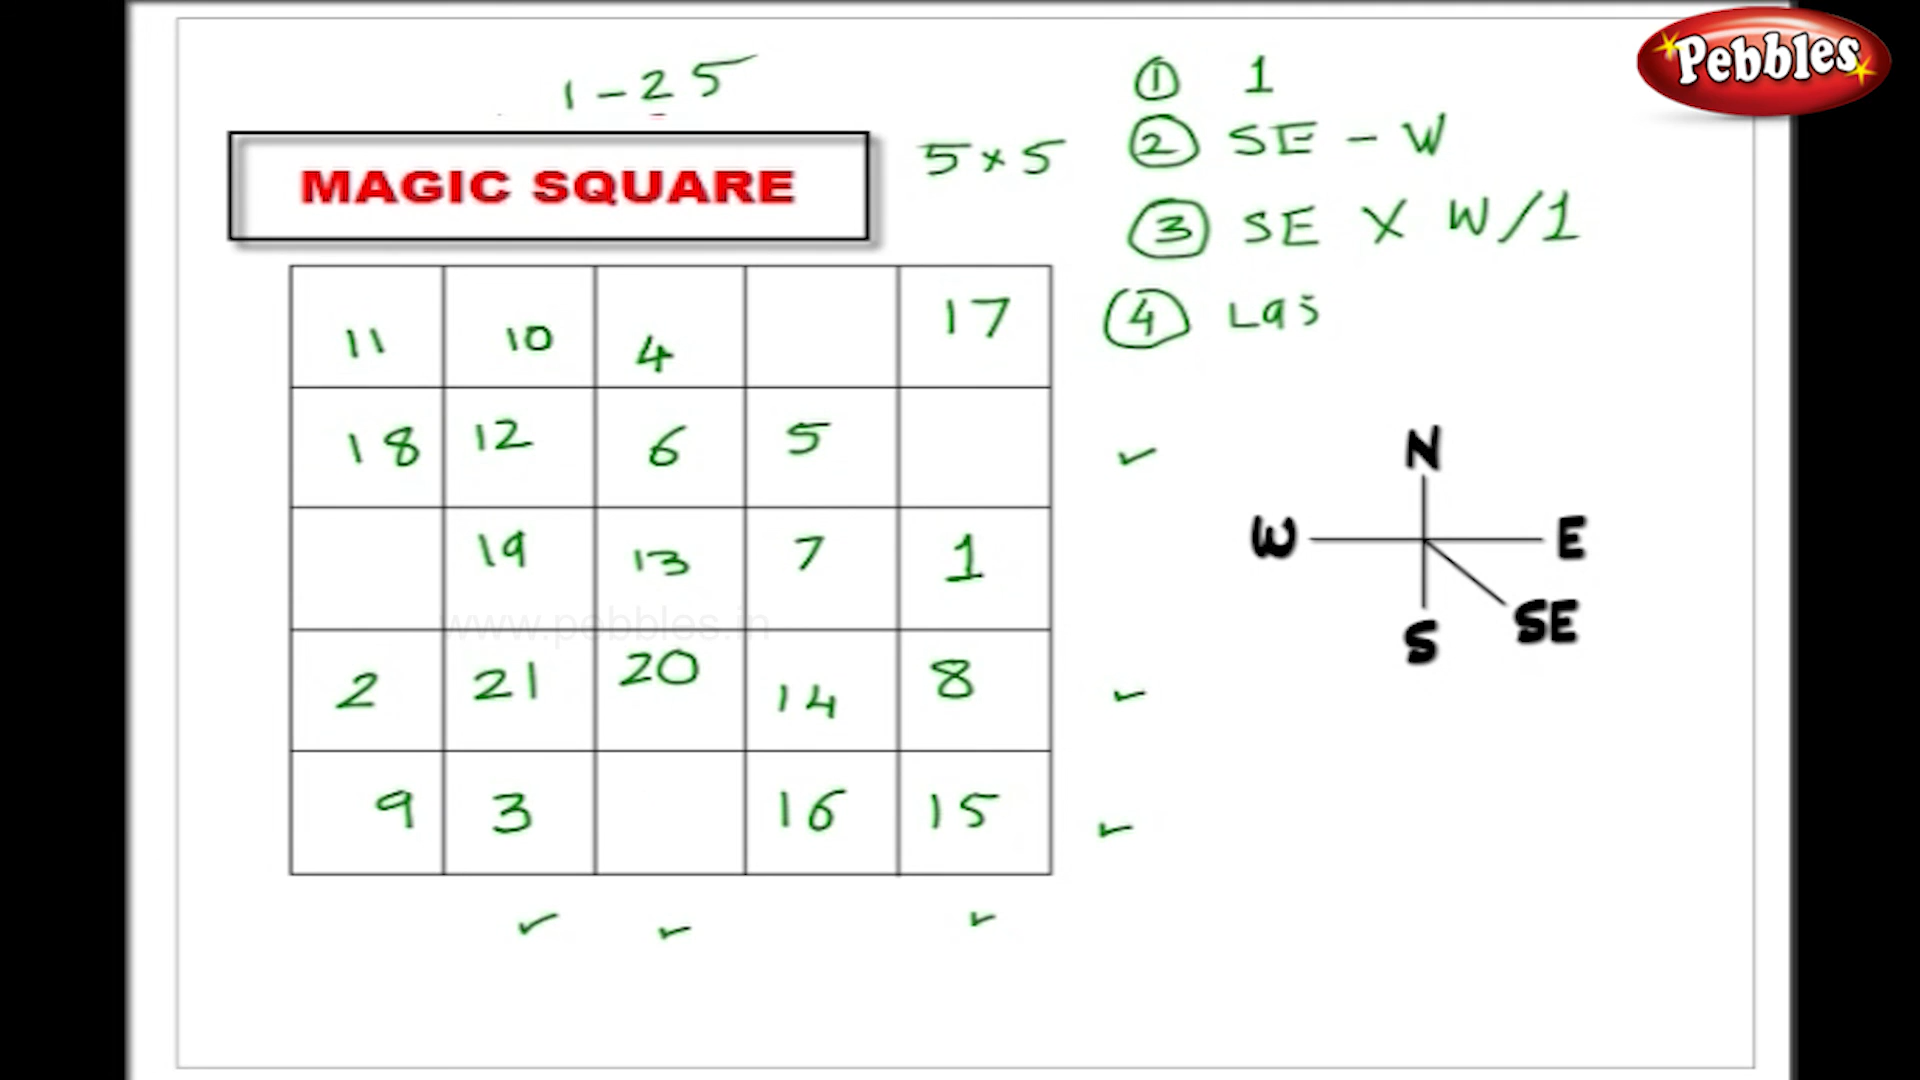 Pebbles
1 - 25
MAGIC SQUARE
5 x 5
① 1
② SE - W
③ SE X W/1
④ Las
11 10 4 17
18 12 6 5
19 13 7 1
2 21 20 14 8
9 3 16 15
www.pebbles.in
N
W E
S SE